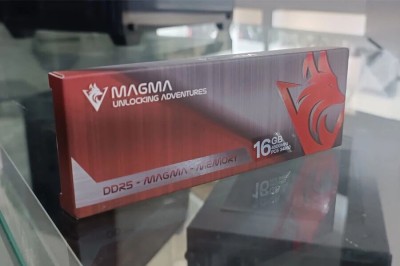 MAGMA
UNLOCKING ADVENTURES
DDR5 - MAGMA - MEMORY
16 GB